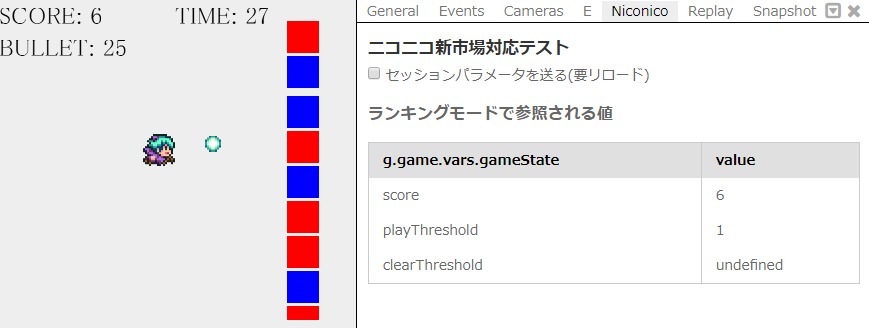 SCORE: 6 TIME: 27
BULLET: 25
General Events Cameras E Niconico Replay Snapshot
ニコニコ新市場対応テスト
セッションパラメータを送る(要リロード)
ランキングモードで参照される値
g.game.vars.gameState value
score 6
playThreshold 1
clearThreshold undefined